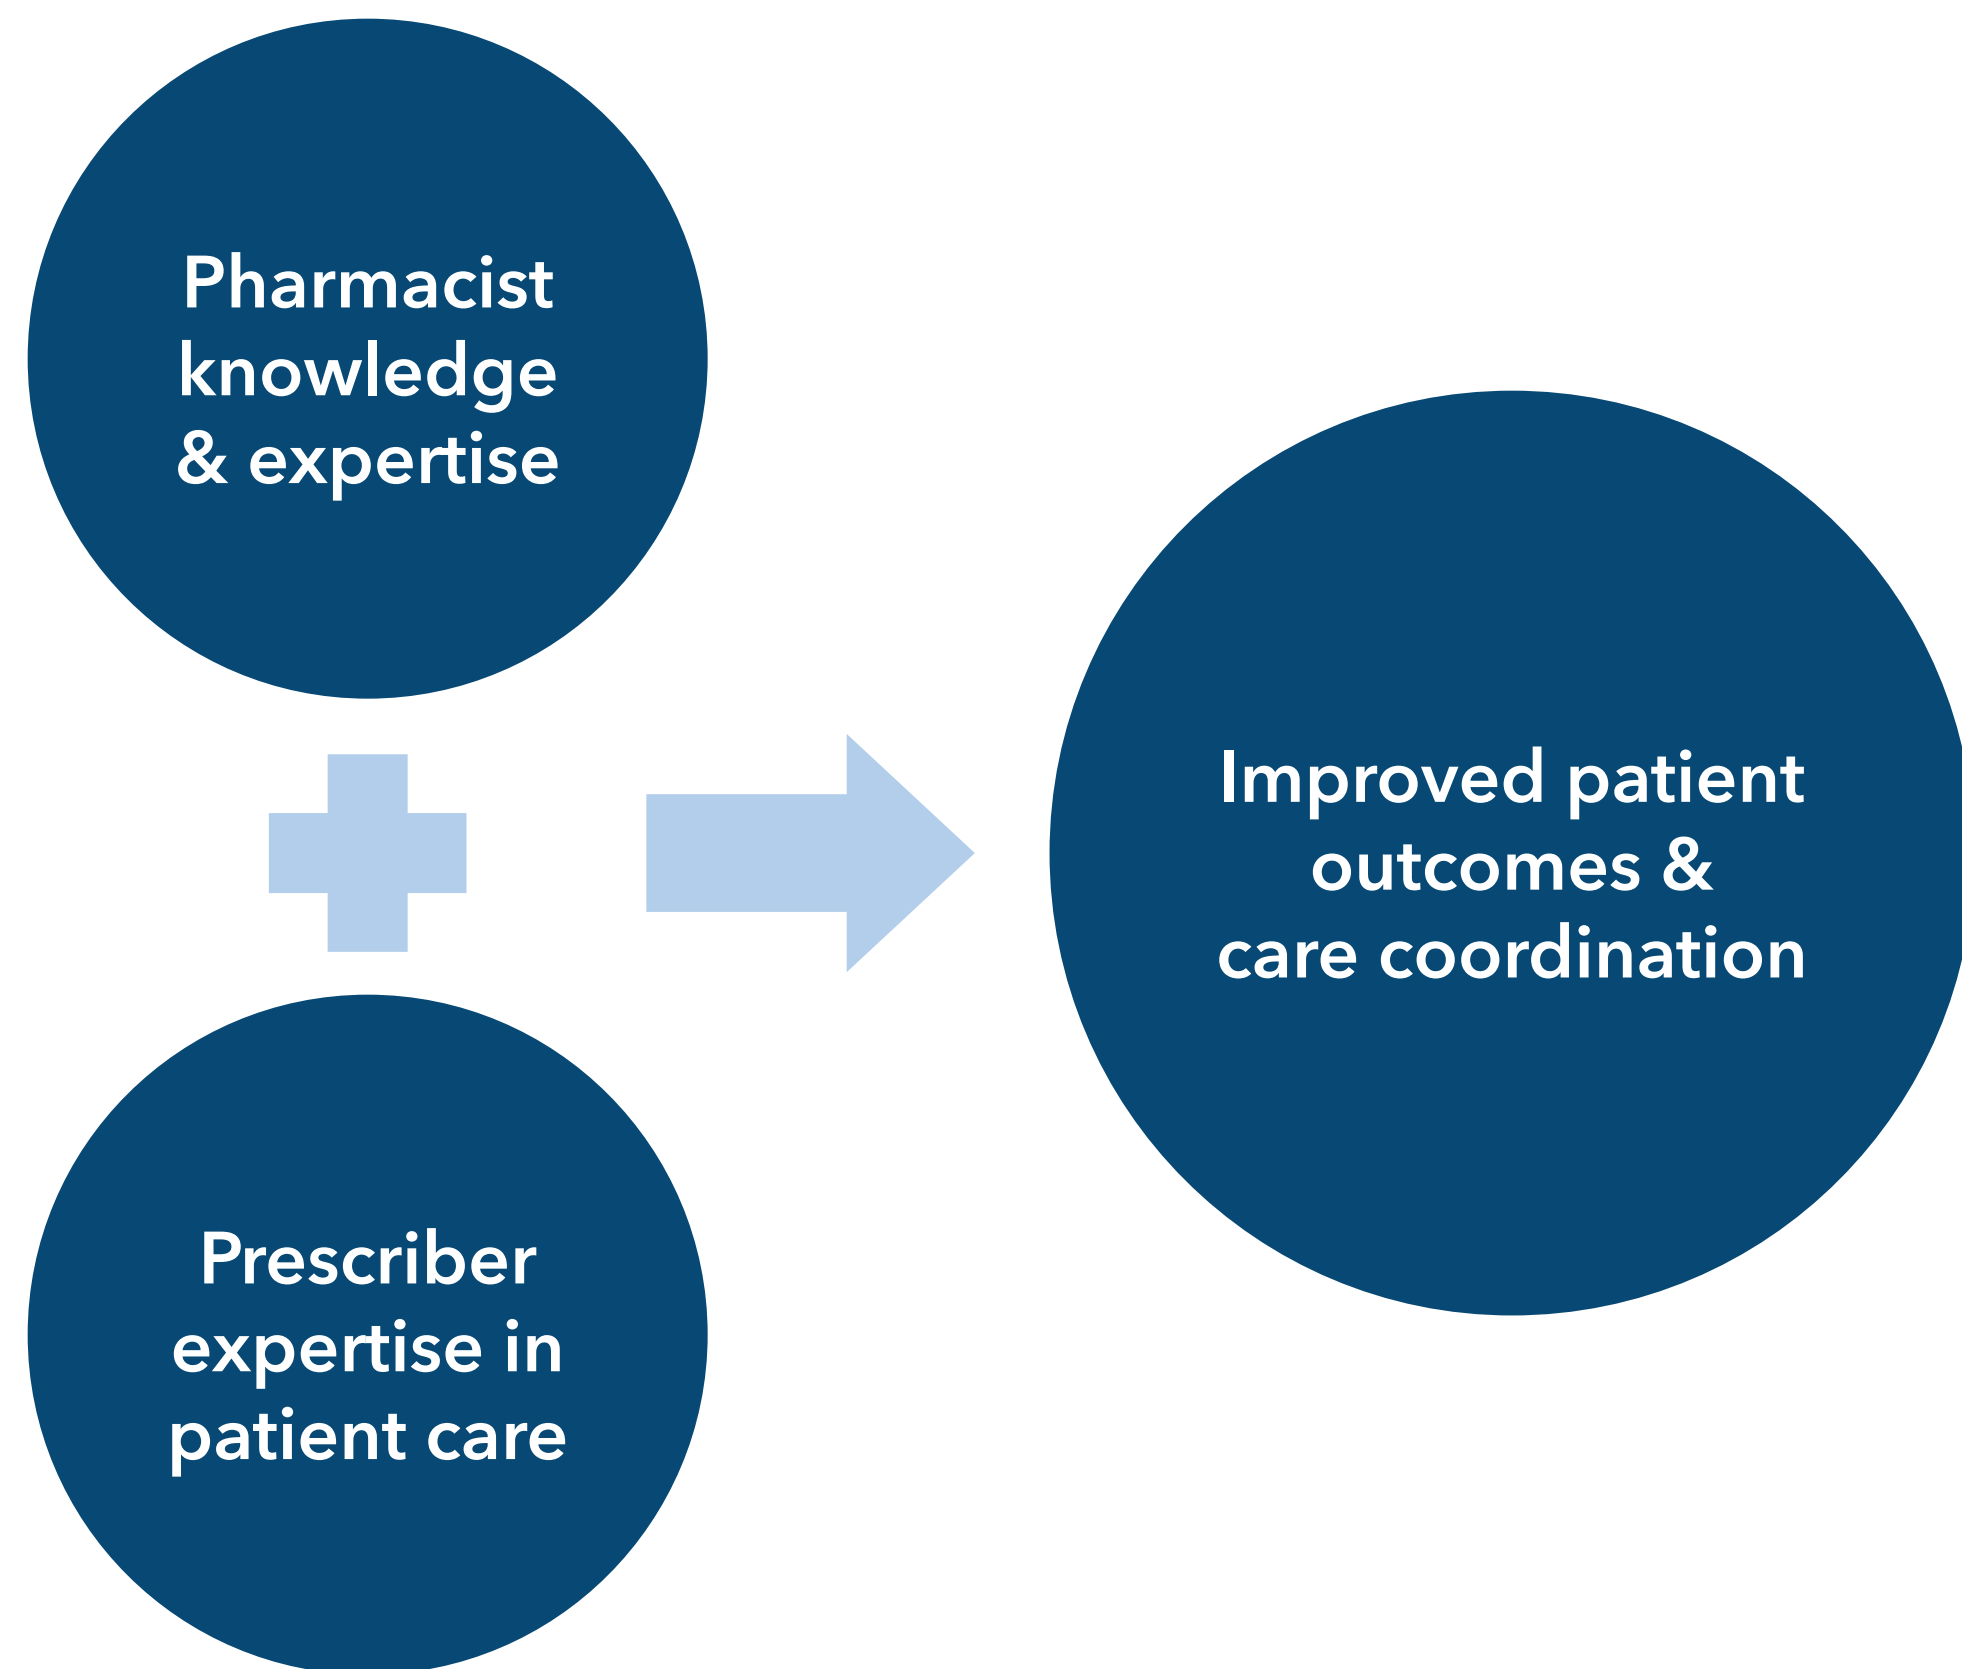 Pharmacist
knowledge
& expertise
Prescriber
expertise in
patient care
Improved patient
outcomes &
care coordination